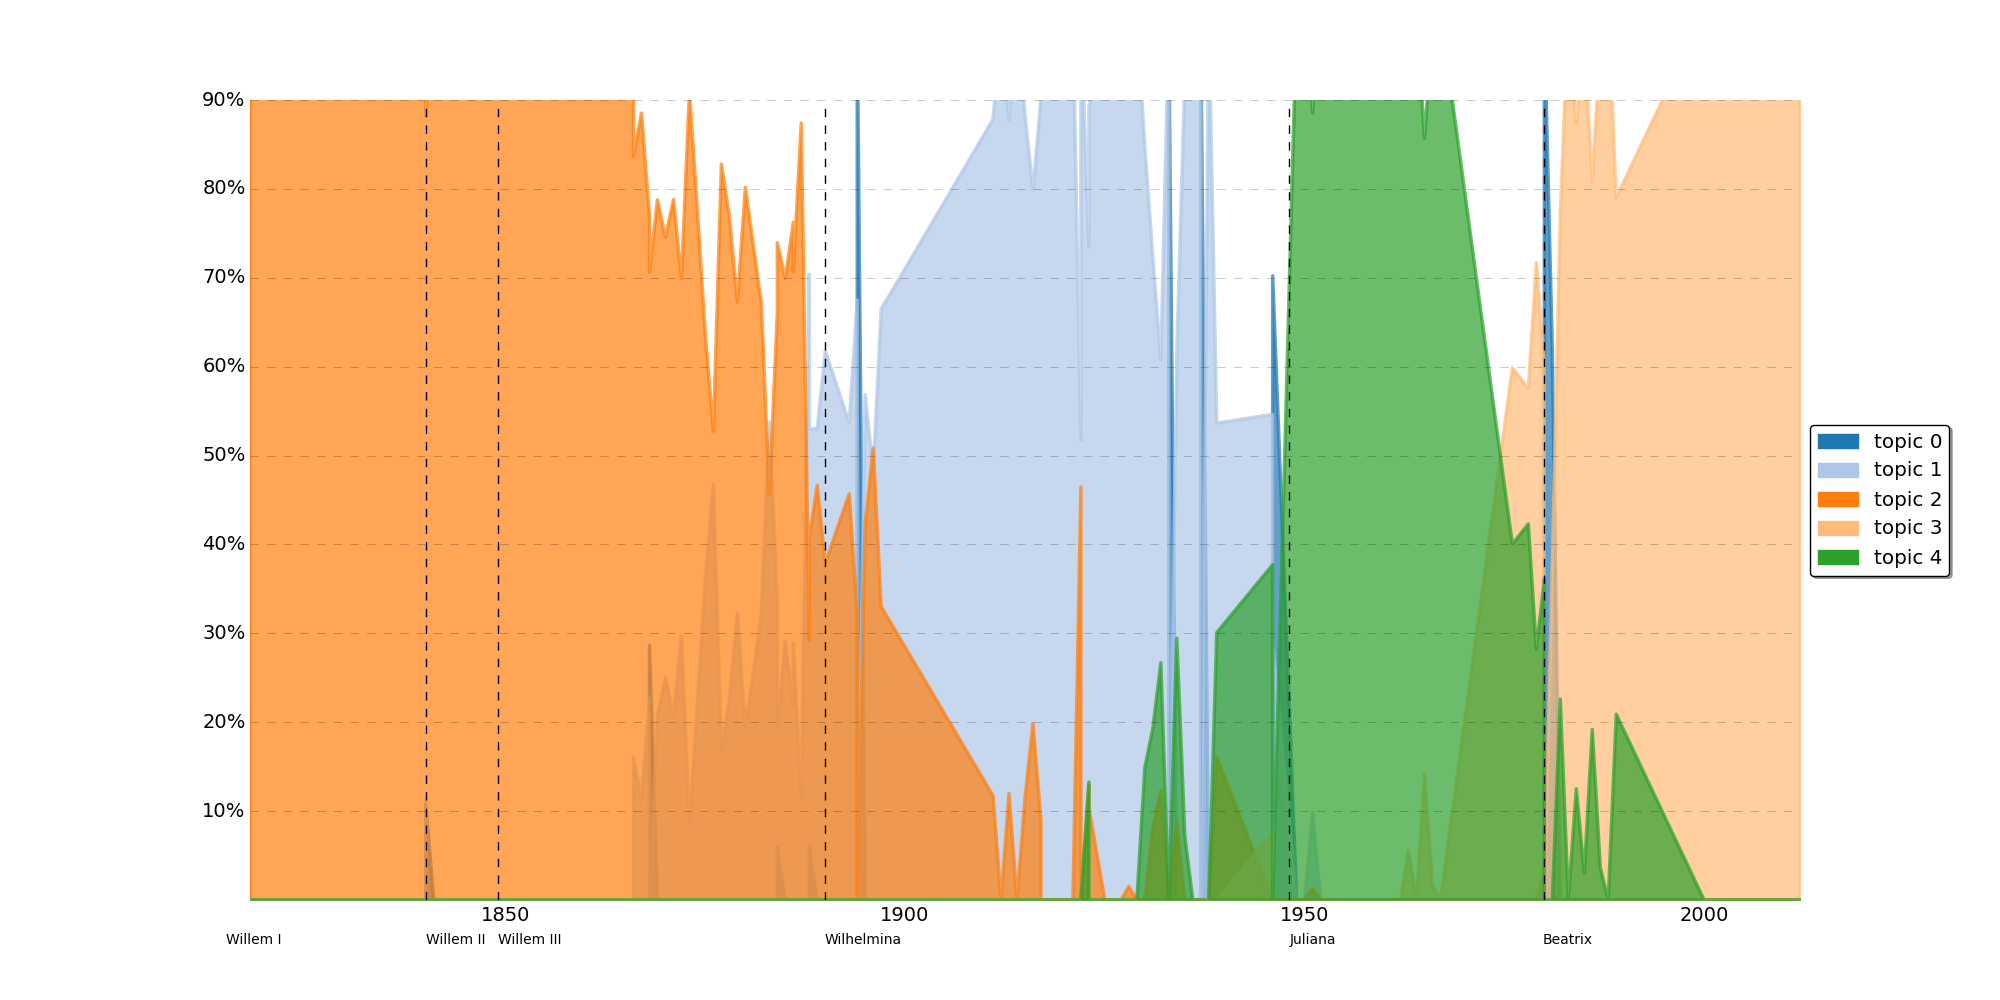 90%
80%
70%
60%
50%
40%
30%
20%
10%
topic 0
topic 1
topic 2
topic 3
topic 4
1850 1900 1950 2000
Willem I Willem II Willem III Wilhelmina Juliana Beatrix